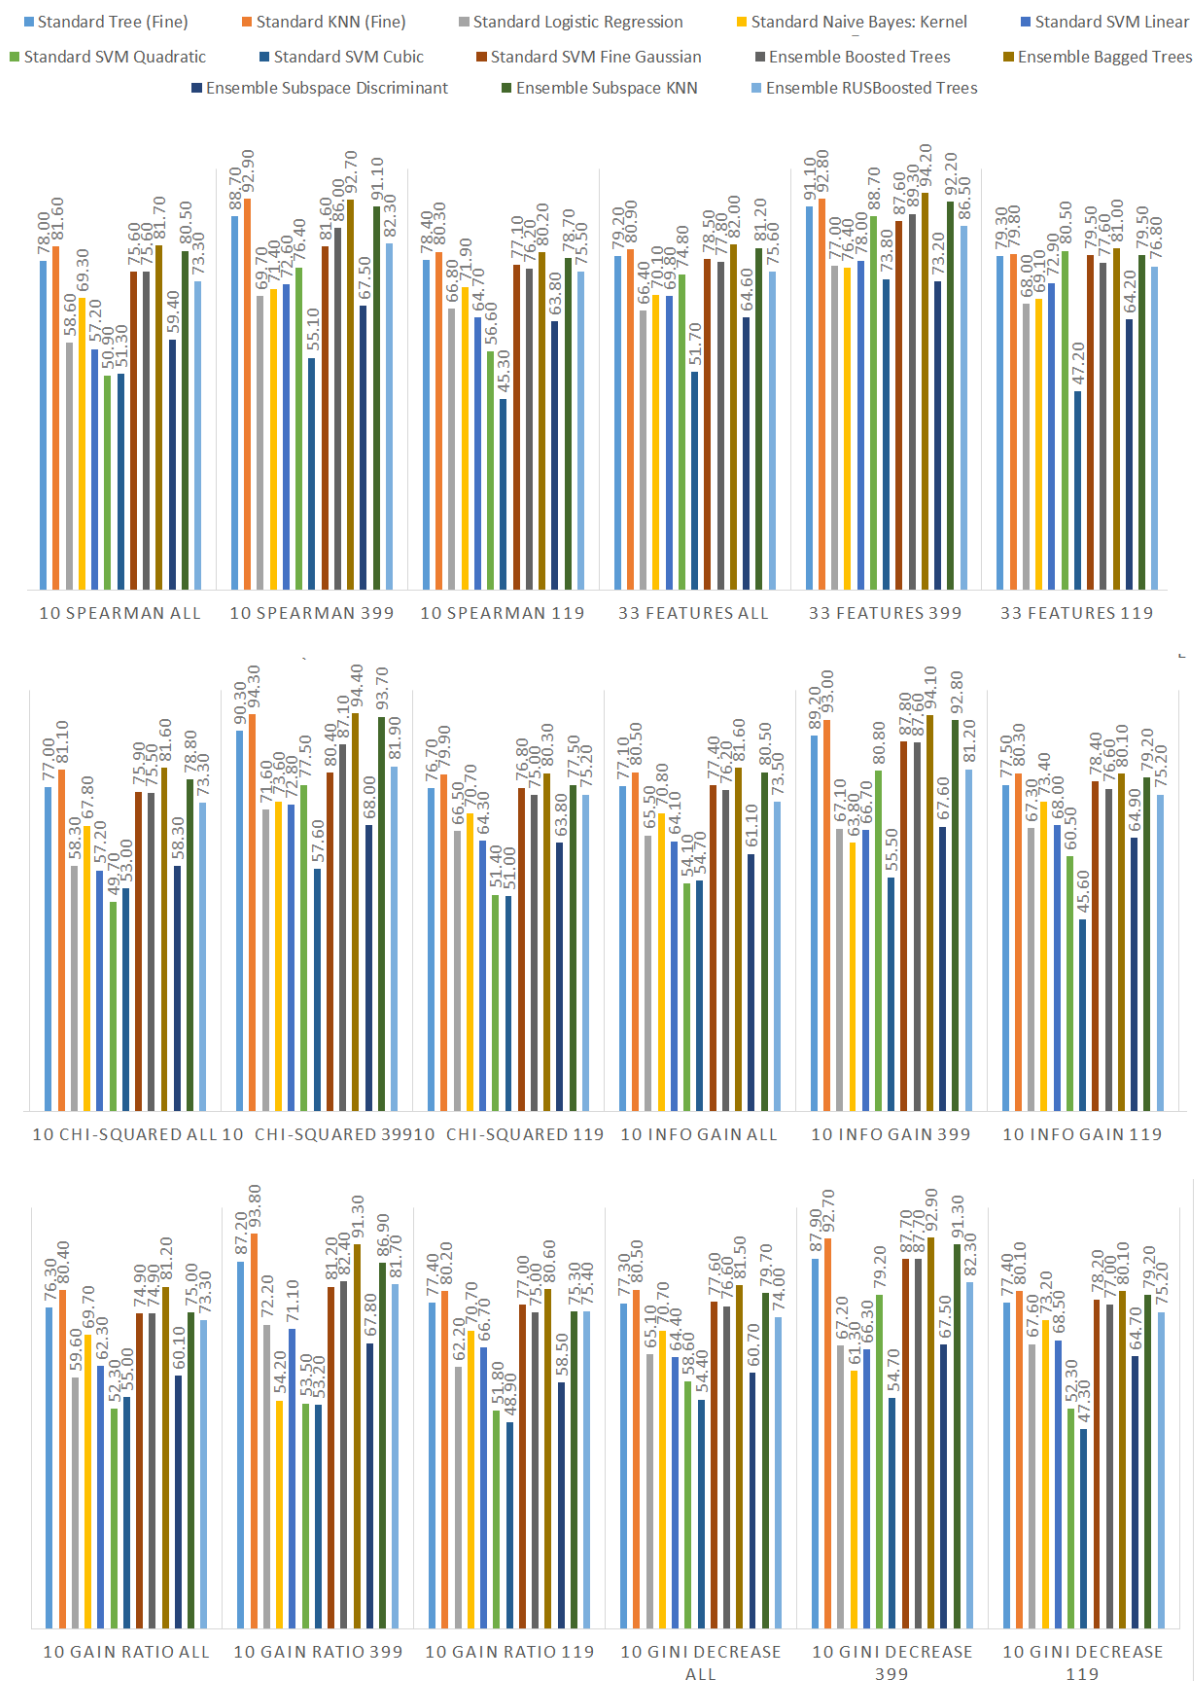 Standard Tree (Fine) Standard KNN (Fine) Standard Logistic Regression Standard Naive Bayes: Kernel Standard SVM Linear
Standard SVM Quadratic Standard SVM Cubic Standard SVM Fine Gaussian Ensemble Boosted Trees Ensemble Bagged Trees
Ensemble Subspace Discriminant Ensemble Subspace KNN Ensemble RUSBoosted Trees
78.00 81.60 58.60 69.30 57.20 50.90 51.30 75.60 75.60 81.70 59.40 80.50 73.30
88.70 92.90 69.70 71.40 72.60 76.40 55.10 81.60 86.00 92.70 67.50 91.10 82.30
78.40 80.30 66.80 71.90 64.70 56.60 45.30 77.10 76.20 80.20 63.80 78.70 75.50
79.20 80.90 66.40 70.10 69.80 74.80 51.70 78.50 77.80 82.00 64.60 81.20 75.60
91.10 92.80 77.00 76.40 78.00 88.70 73.80 87.60 89.30 94.20 73.20 92.20 86.50
79.30 79.80 68.00 69.10 72.90 80.50 47.20 79.50 77.60 81.00 64.20 79.50 76.80
10 SPEARMAN ALL 10 SPEARMAN 399 10 SPEARMAN 119 33 FEATURES ALL 33 FEATURES 399 33 FEATURES 119
77.00 81.10 58.30 67.80 57.20 49.70 53.00 75.90 75.50 81.60 58.30 78.80 73.30
90.30 94.30 71.60 73.60 72.80 77.50 57.60 80.40 87.10 94.40 68.00 93.70 81.90
76.70 79.90 66.50 70.70 64.30 51.40 51.00 76.80 75.00 80.30 63.80 77.50 75.20
77.10 80.50 65.50 70.80 64.10 54.10 54.70 77.40 76.20 81.60 61.10 80.50 73.50
89.20 93.00 67.10 63.80 66.70 80.80 55.50 87.80 87.60 94.10 67.60 92.80 81.20
77.50 80.30 67.30 73.40 68.00 60.50 45.60 78.40 76.60 80.10 64.90 79.20 75.20
10 CHI-SQUARED ALL 10 CHI-SQUARED 399 10 CHI-SQUARED 119 10 INFO GAIN ALL 10 INFO GAIN 399 10 INFO GAIN 119
76.30 80.40 59.60 69.70 62.30 52.30 55.00 74.90 74.90 81.20 60.10 75.00 73.30
87.20 93.80 72.20 54.20 71.10 53.50 53.20 81.20 82.40 91.30 67.80 86.90 81.70
77.40 80.20 62.20 70.70 66.70 51.80 48.90 77.00 75.00 80.60 58.50 75.30 75.40
77.30 80.50 65.10 70.70 64.40 58.60 54.40 77.60 76.60 81.50 60.70 79.70 74.00
87.90 92.70 67.20 61.30 66.30 79.20 54.70 87.70 87.70 92.90 67.50 91.30 82.30
77.40 80.10 67.60 73.20 68.50 52.30 47.30 78.20 77.00 80.10 64.70 79.20 75.20
10 GAIN RATIO ALL 10 GAIN RATIO 399 10 GAIN RATIO 119 10 GINI DECREASE 10 GINI DECREASE 10 GINI DECREASE
ALL 399 119